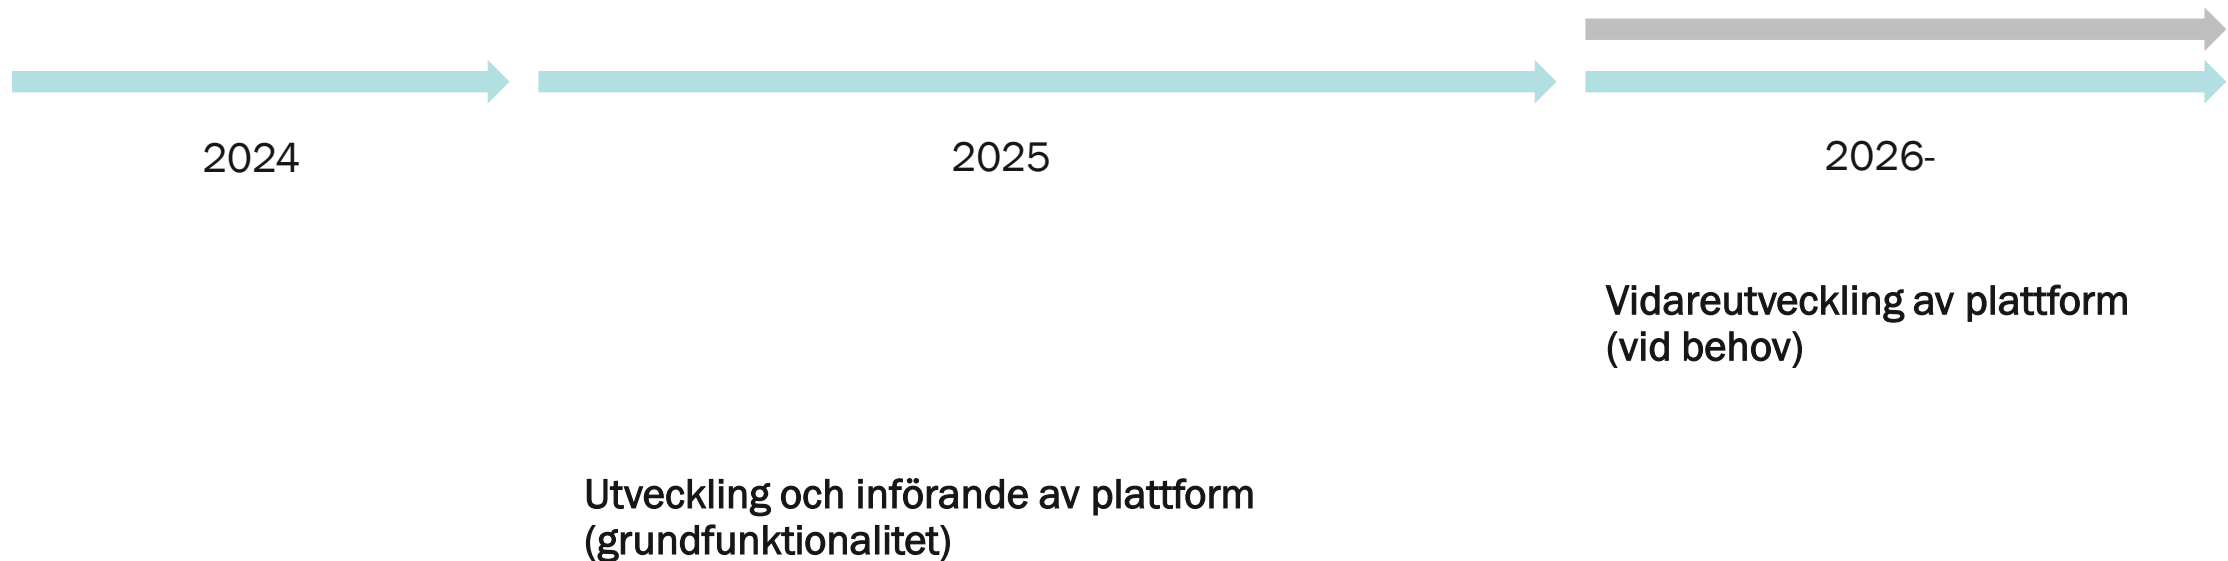 2024
2025
2026-
Vidareutveckling av plattform
(vid behov)
Utveckling och införande av plattform
(grundfunktionalitet)